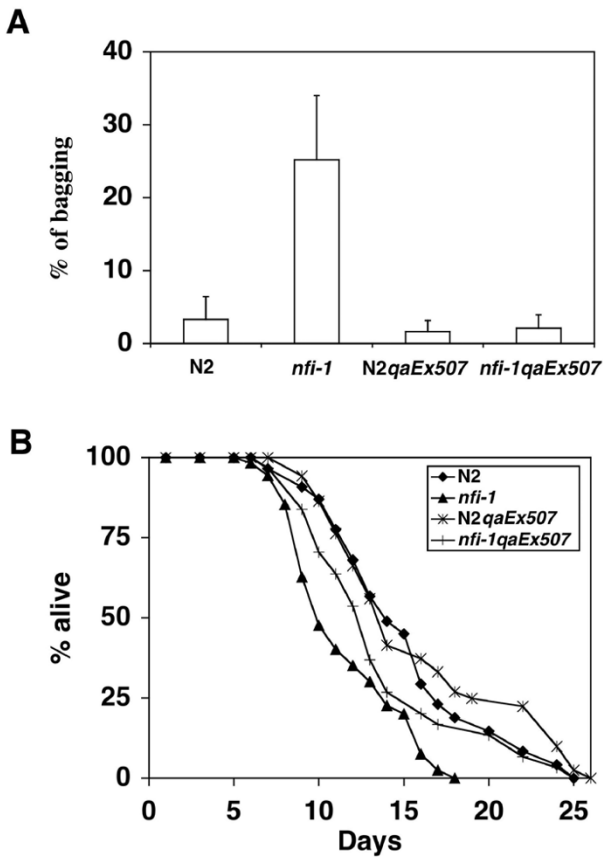 A
% of bagging
40
30
20
10
0
N2
nfi-1
N2qaEx507
nfi-1qaEx507
B
% alive
100
75
50
25
0
N2
nfi-1
N2qaEx507
nfi-1qaEx507
0 5 10 15 20 25
Days